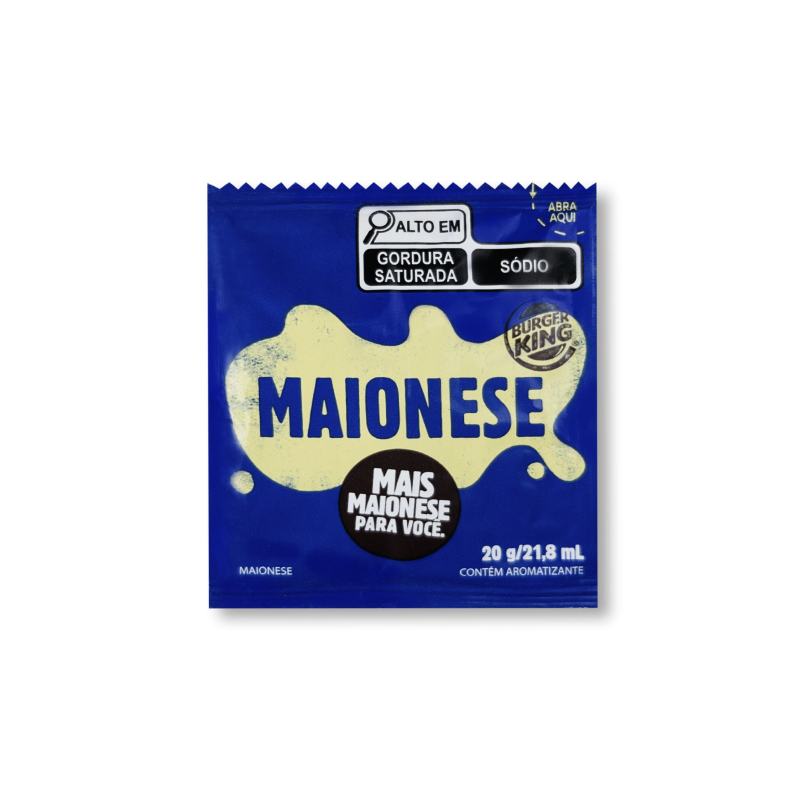 ABRA
AQUI
ALTO EM
GORDURA
SATURADA
SÓDIO
BURGER
KING
®
MAIONESE
MAIS
MAIONESE
PARA VOCÊ.
20 g/21,8 mL
MAIONESE
CONTÉM AROMATIZANTE